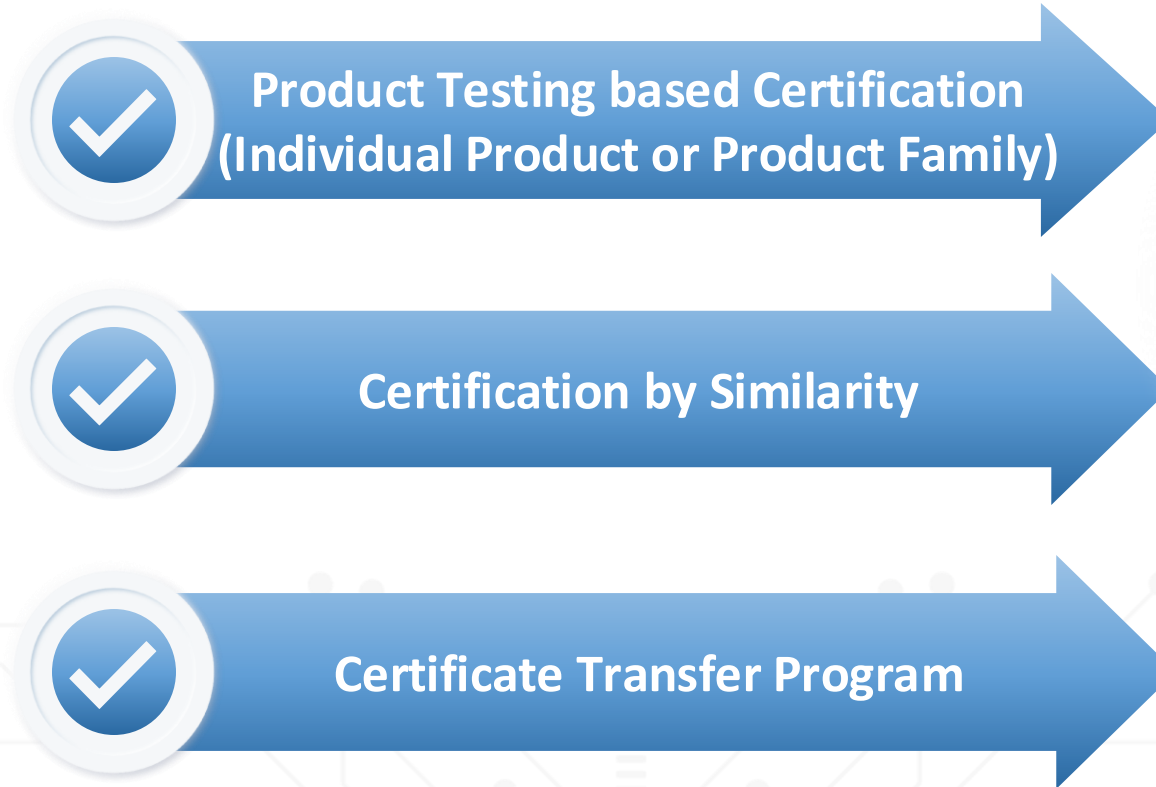 Product Testing based Certification
(Individual Product or Product Family)
Certification by Similarity
Certificate Transfer Program